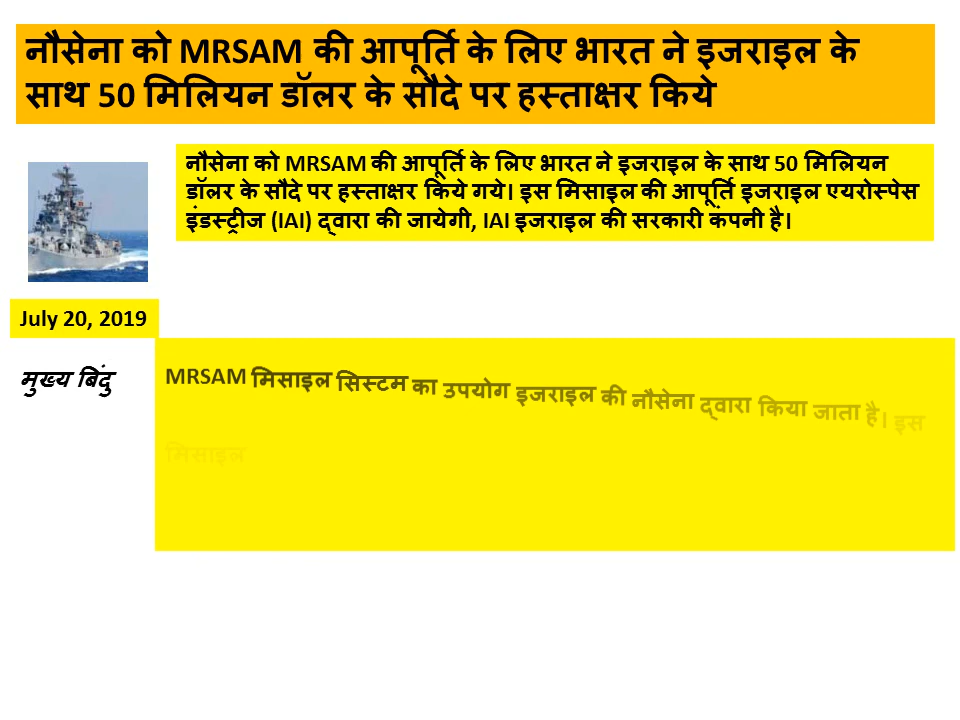 नौसेना को MRSAM की आपूर्ति के लिए भारत ने इजराइल के
साथ 50 मिलियन डॉलर के सौदे पर हस्ताक्षर किये
नौसेना को MRSAM की आपूर्ति के लिए भारत ने इजराइल के साथ 50 मिलियन
डॉलर के सौदे पर हस्ताक्षर किये गये। इस मिसाइल की आपूर्ति इजराइल एयरोस्पेस
इंडस्ट्रीज (IAI) द्वारा की जायेगी, IAI इजराइल की सरकारी कंपनी है।
July 20, 2019
मुख्य बिंदु
MRSAM मिसाइल सिस्टम का उपयोग इजराइल की नौसेना द्वारा किया जाता है। इस
मिसाइल